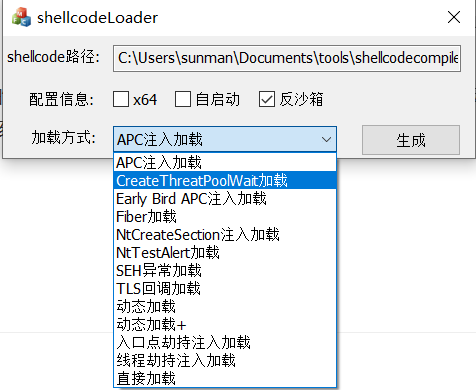 shellcodeLoader
shellcode路径: C:\Users\sunman\Documents\tools\shellcodecompile
配置信息: x64 自启动 反沙箱
加载方式: APC注入加载 生成
APC注入加载
CreateThreatPoolWait加载
Early Bird APC注入加载
Fiber加载
NtCreateSection注入加载
NtTestAlert加载
SEH异常加载
TLS回调加载
动态加载
动态加载+
入口点劫持注入加载
线程劫持注入加载
直接加载